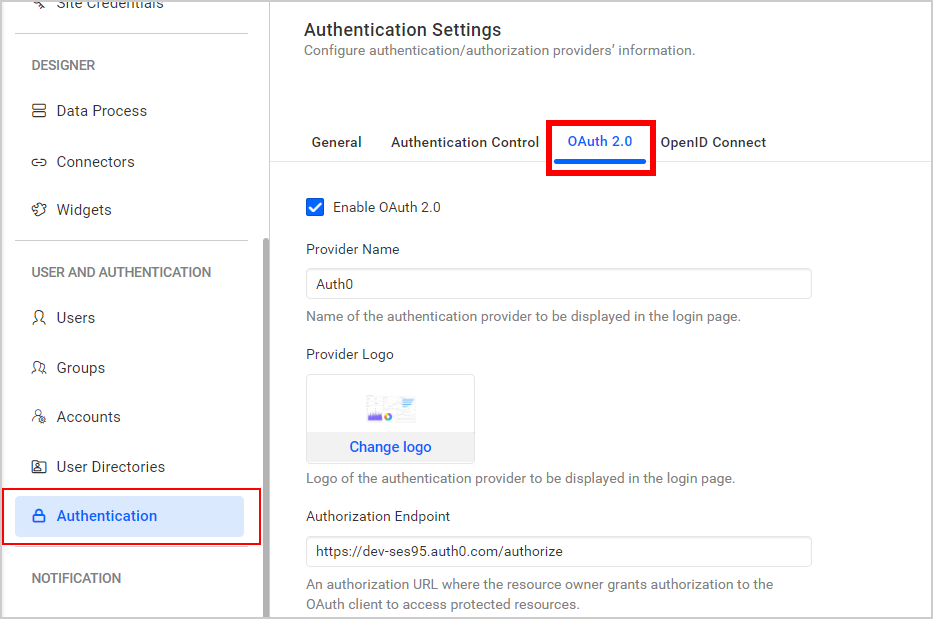 Site Credentials
DESIGNER
Data Process
Connectors
Widgets
USER AND AUTHENTICATION
Users
Groups
Accounts
User Directories
Authentication
NOTIFICATION
Authentication Settings
Configure authentication/authorization providers’ information.
General
Authentication Control
OAuth 2.0
OpenID Connect
Enable OAuth 2.0
Provider Name
Auth0
Name of the authentication provider to be displayed in the login page.
Provider Logo
Change logo
Logo of the authentication provider to be displayed in the login page.
Authorization Endpoint
https://dev-ses95.auth0.com/authorize
An authorization URL where the resource owner grants authorization to the
OAuth client to access protected resources.